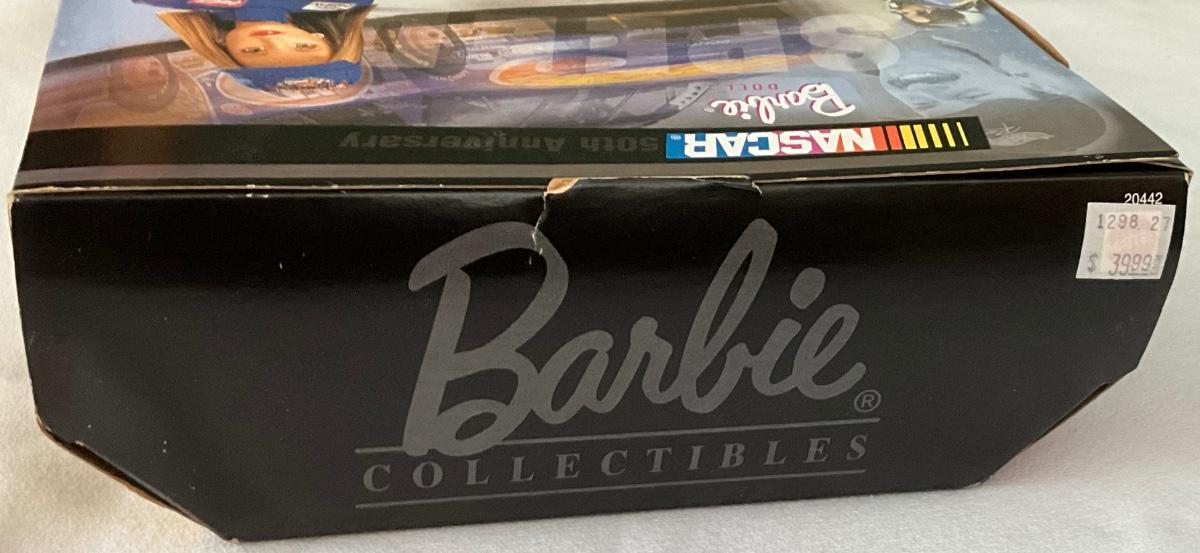 Barbie
DOLL
NASCAR®
50th Anniversary
20442
1298 27
$ 39.99
Barbie®
COLLECTIBLES